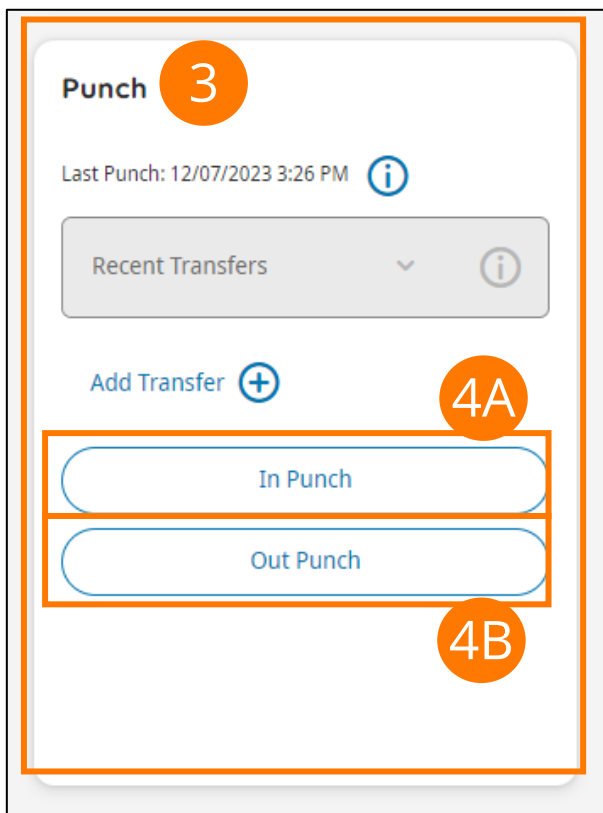 Punch 3
Last Punch: 12/07/2023 3:26 PM i
Recent Transfers i
Add Transfer +
4A
In Punch
Out Punch
4B